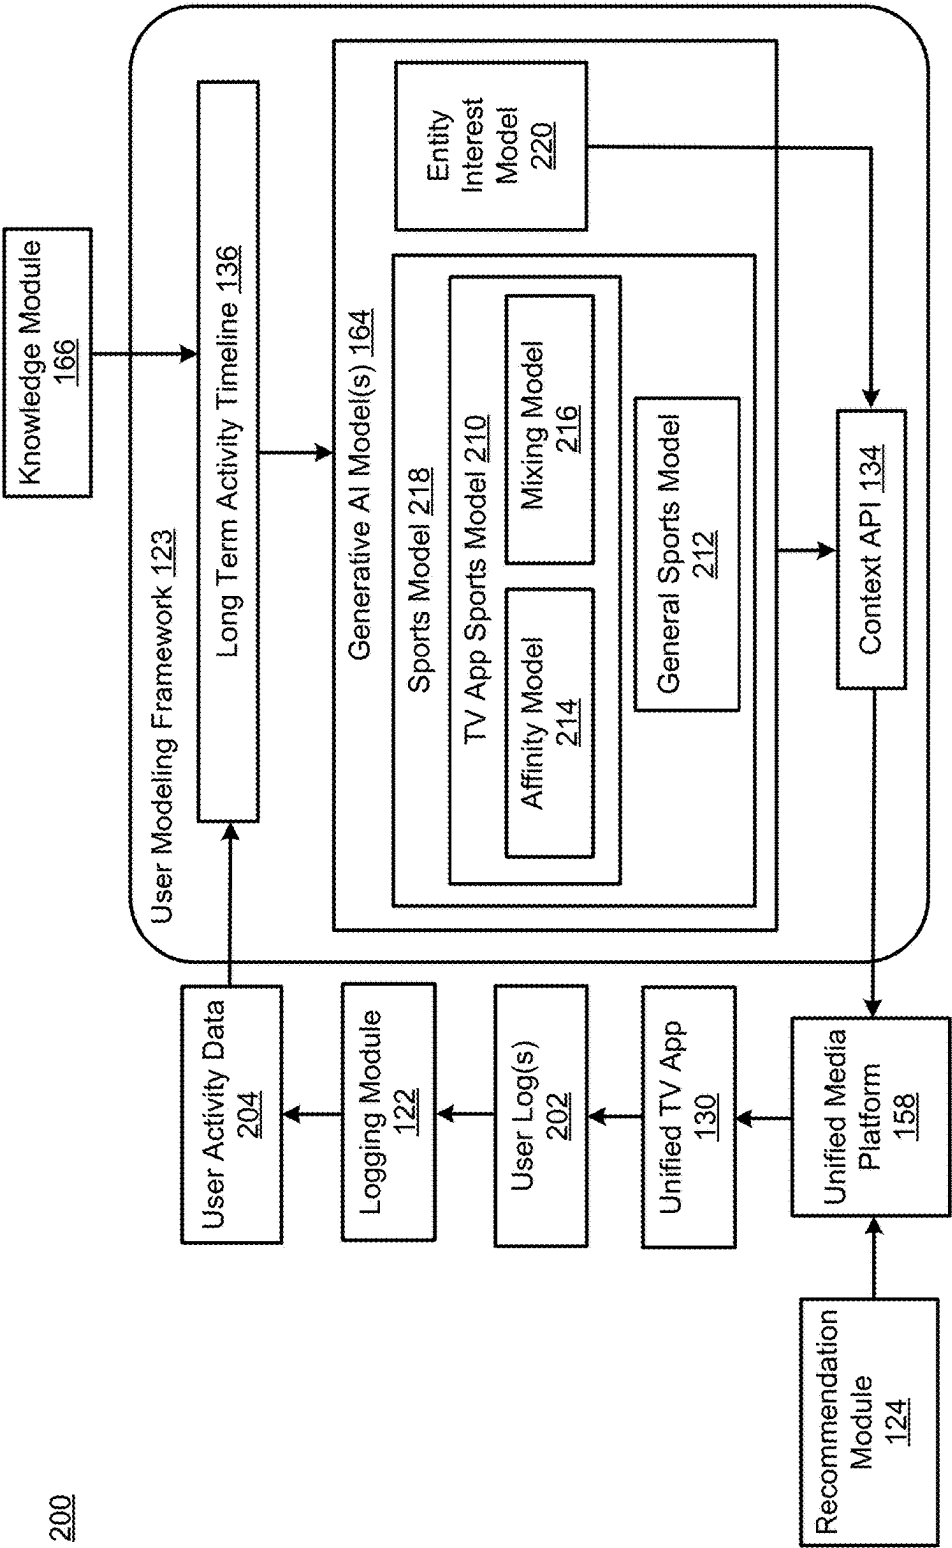 200
Knowledge Module
166
User Modeling Framework 123
Long Term Activity Timeline 136
Generative AI Model(s) 164
Sports Model 218
TV App Sports Model 210
Affinity Model
214
Mixing Model
216
General Sports Model
212
Entity
Interest
Model
220
Context API 134
User Activity Data
204
Logging Module
122
User Log(s)
202
Unified TV App
130
Unified Media
Platform
158
Recommendation
Module
124